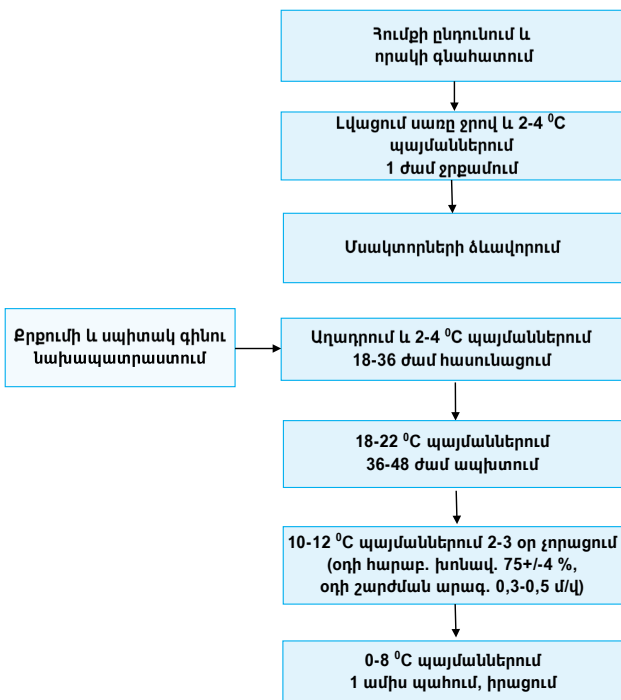 Հումքի ընդունում և
որակի գնահատում
Լվացում սառը ջրով և 2-4 ⁰C
պայմաններում
1 ժամ ջրքամում
Մսակտորների ձևավորում
Քրքումի և սպիտակ գինու
նախապատրաստում
Աղադրում և 2-4 ⁰C պայմաններում
18-36 ժամ հասունացում
18-22 ⁰C պայմաններում
36-48 ժամ ապխտում
10-12 ⁰C պայմաններում 2-3 օր չորացում
(օդի հարաբ. խոնավ. 75+/-4 %,
օդի շարժման արագ. 0,3-0,5 մ/վ)
0-8 ⁰C պայմաններում
1 ամիս պահում, իրացում